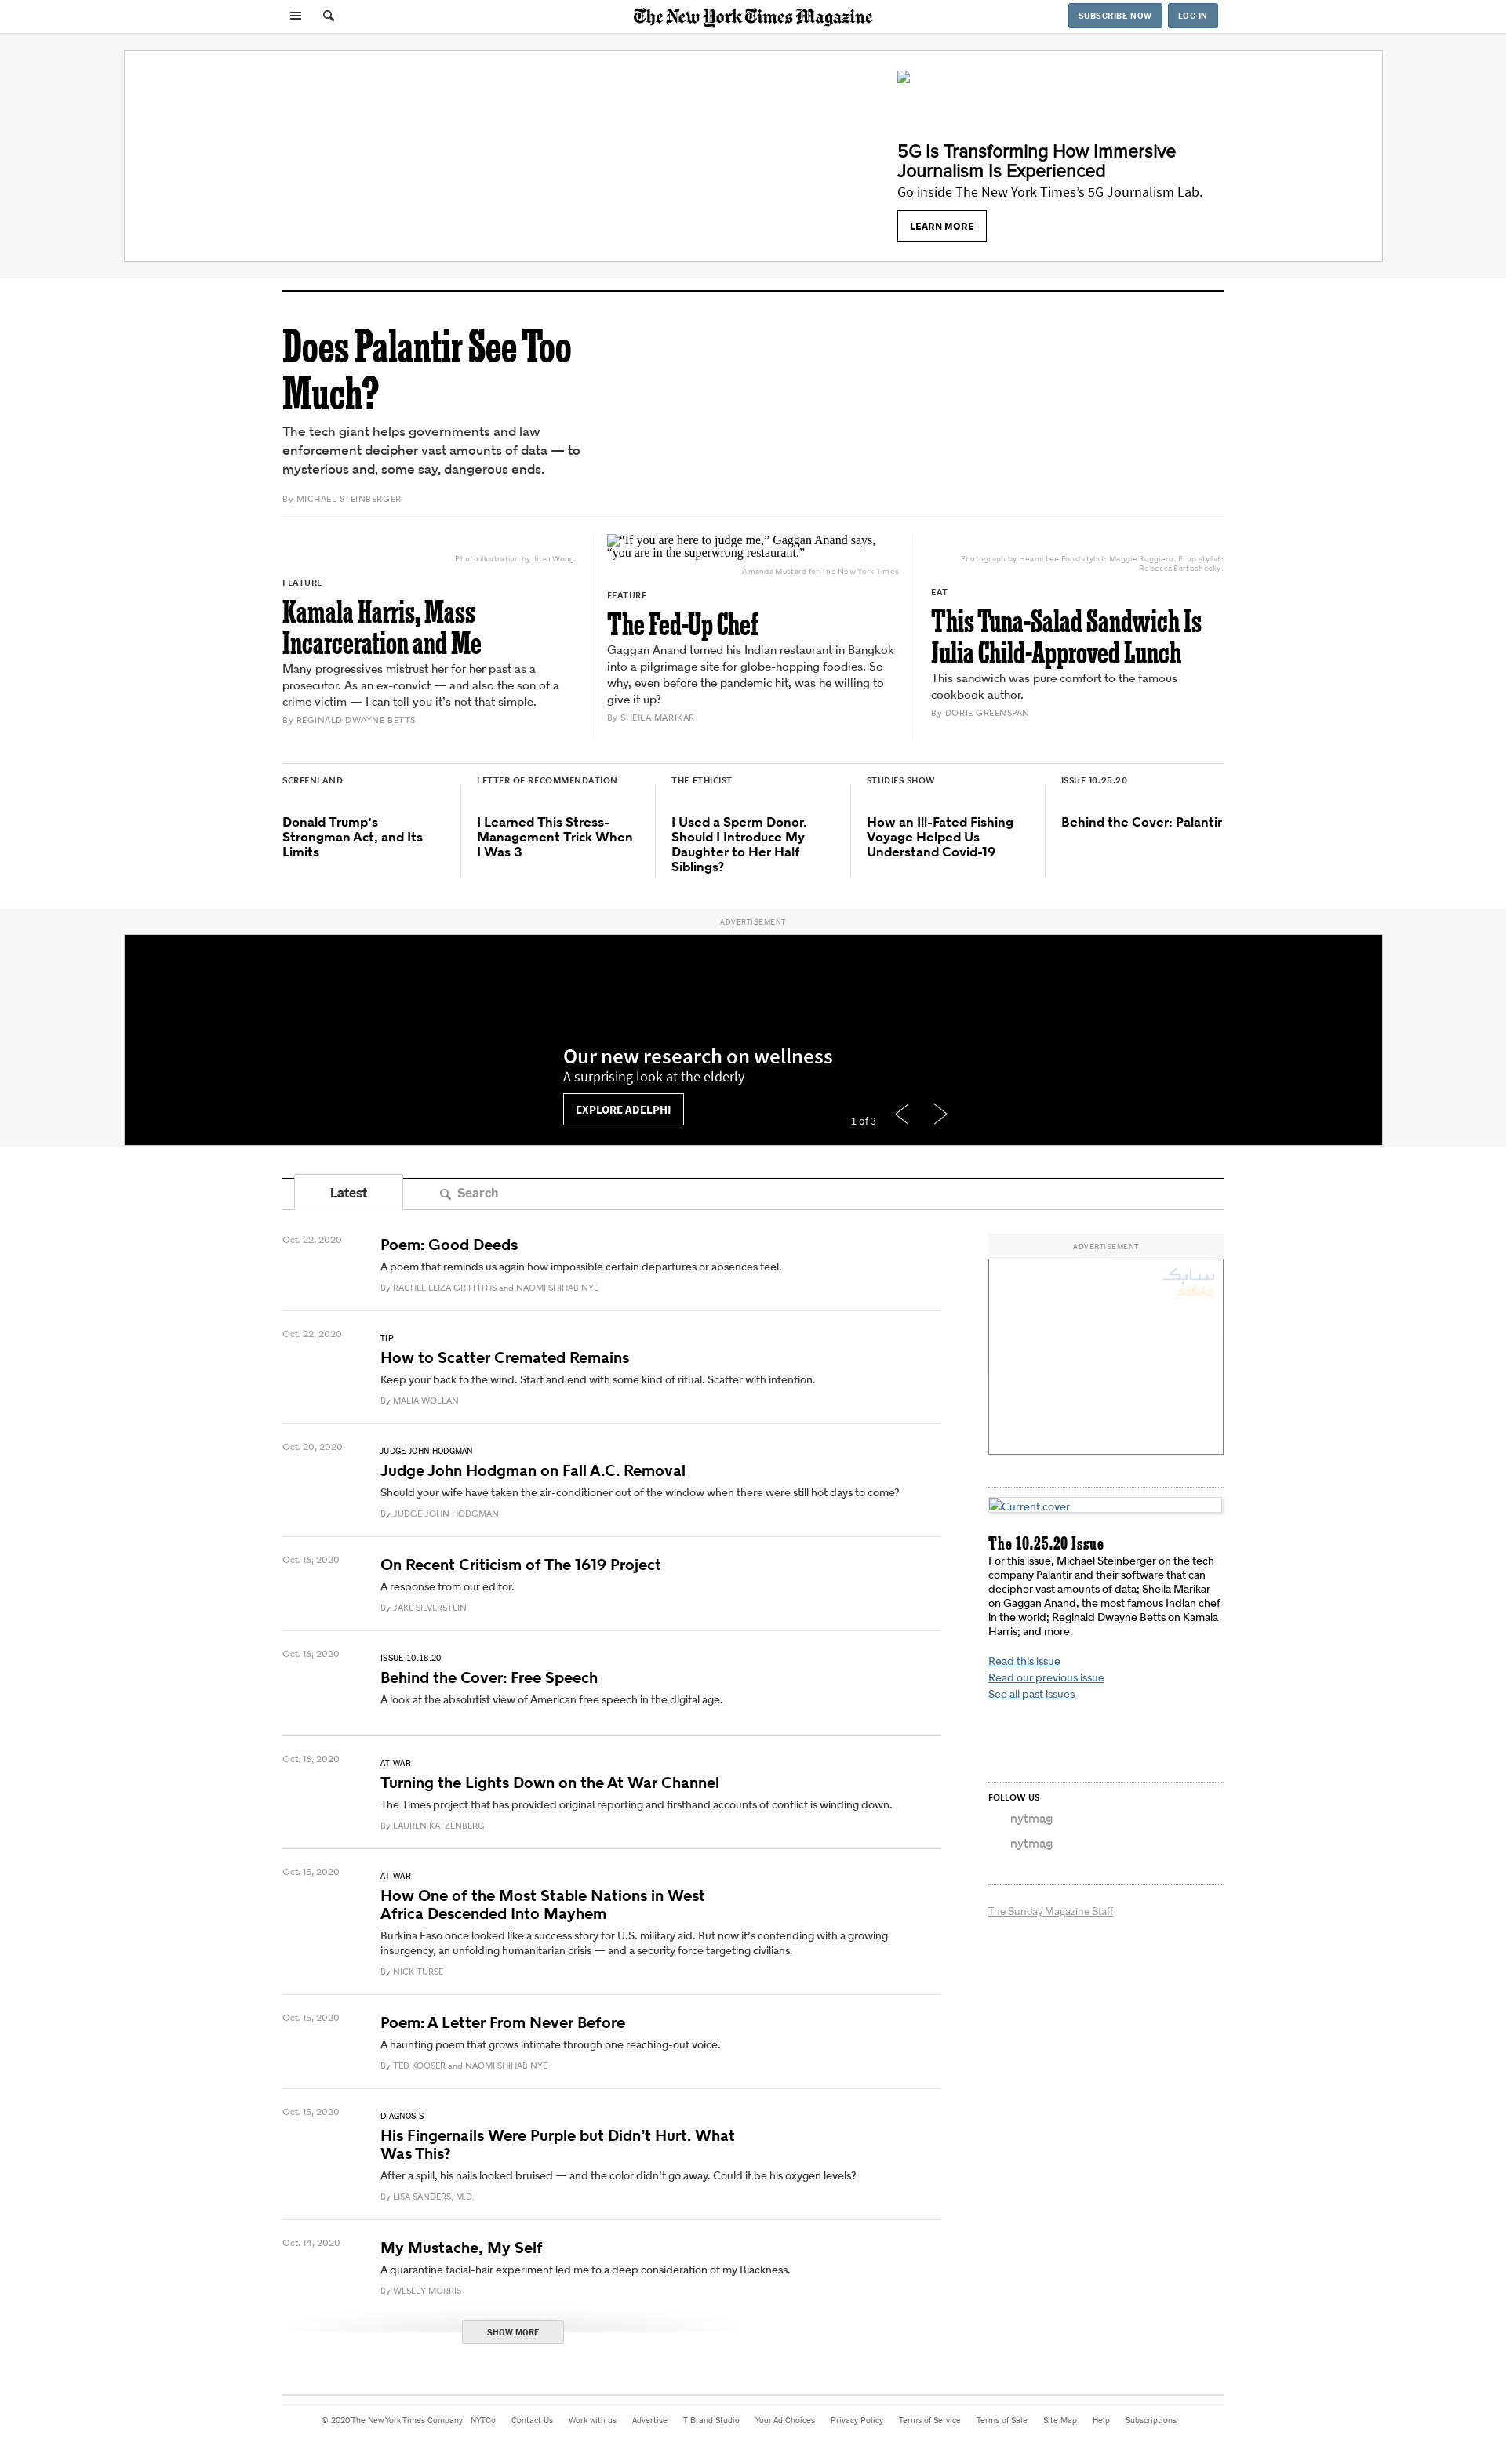 The New York Times Magazine
SUBSCRIBE NOW
LOG IN
5G Is Transforming How Immersive
Journalism Is Experienced
Go inside The New York Times’s 5G Journalism Lab.
LEARN MORE
Does Palantir See Too
Much?
The tech giant helps governments and law
enforcement decipher vast amounts of data — to
mysterious and, some say, dangerous ends.
By MICHAEL STEINBERGER
Photo illustration by Joan Wong
FEATURE
Kamala Harris, Mass
Incarceration and Me
Many progressives mistrust her for her past as a
prosecutor. As an ex-convict — and also the son of a
crime victim — I can tell you it’s not that simple.
By REGINALD DWAYNE BETTS
“If you are here to judge me,” Gaggan Anand says,
“you are in the superwrong restaurant.”
Amanda Mustard for The New York Times
FEATURE
The Fed-Up Chef
Gaggan Anand turned his Indian restaurant in Bangkok
into a pilgrimage site for globe-hopping foodies. So
why, even before the pandemic hit, was he willing to
give it up?
By SHEILA MARIKAR
Photograph by Heami Lee Food stylist: Maggie Ruggiero. Prop stylist:
Rebecca Bartoshesky.
EAT
This Tuna-Salad Sandwich Is
Julia Child-Approved Lunch
This sandwich was pure comfort to the famous
cookbook author.
By DORIE GREENSPAN
SCREENLAND
Donald Trump’s
Strongman Act, and Its
Limits
LETTER OF RECOMMENDATION
I Learned This Stress-
Management Trick When
I Was 3
THE ETHICIST
I Used a Sperm Donor.
Should I Introduce My
Daughter to Her Half
Siblings?
STUDIES SHOW
How an Ill-Fated Fishing
Voyage Helped Us
Understand Covid-19
ISSUE 10.25.20
Behind the Cover: Palantir
ADVERTISEMENT
Our new research on wellness
A surprising look at the elderly
EXPLORE ADELPHI
1 of 3
Latest
Search
Oct. 22, 2020
Poem: Good Deeds
A poem that reminds us again how impossible certain departures or absences feel.
By RACHEL ELIZA GRIFFITHS and NAOMI SHIHAB NYE
Oct. 22, 2020
TIP
How to Scatter Cremated Remains
Keep your back to the wind. Start and end with some kind of ritual. Scatter with intention.
By MALIA WOLLAN
Oct. 20, 2020
JUDGE JOHN HODGMAN
Judge John Hodgman on Fall A.C. Removal
Should your wife have taken the air-conditioner out of the window when there were still hot days to come?
By JUDGE JOHN HODGMAN
Oct. 16, 2020
On Recent Criticism of The 1619 Project
A response from our editor.
By JAKE SILVERSTEIN
Oct. 16, 2020
ISSUE 10.18.20
Behind the Cover: Free Speech
A look at the absolutist view of American free speech in the digital age.
Oct. 16, 2020
AT WAR
Turning the Lights Down on the At War Channel
The Times project that has provided original reporting and firsthand accounts of conflict is winding down.
By LAUREN KATZENBERG
Oct. 15, 2020
AT WAR
How One of the Most Stable Nations in West
Africa Descended Into Mayhem
Burkina Faso once looked like a success story for U.S. military aid. But now it’s contending with a growing
insurgency, an unfolding humanitarian crisis — and a security force targeting civilians.
By NICK TURSE
Oct. 15, 2020
Poem: A Letter From Never Before
A haunting poem that grows intimate through one reaching-out voice.
By TED KOOSER and NAOMI SHIHAB NYE
Oct. 15, 2020
DIAGNOSIS
His Fingernails Were Purple but Didn’t Hurt. What
Was This?
After a spill, his nails looked bruised — and the color didn’t go away. Could it be his oxygen levels?
By LISA SANDERS, M.D.
Oct. 14, 2020
My Mustache, My Self
A quarantine facial-hair experiment led me to a deep consideration of my Blackness.
By WESLEY MORRIS
SHOW MORE
ADVERTISEMENT
سابك
Current cover
The 10.25.20 Issue
For this issue, Michael Steinberger on the tech
company Palantir and their software that can
decipher vast amounts of data; Sheila Marikar
on Gaggan Anand, the most famous Indian chef
in the world; Reginald Dwayne Betts on Kamala
Harris; and more.
Read this issue
Read our previous issue
See all past issues
FOLLOW US
nytmag
nytmag
The Sunday Magazine Staff
© 2020 The New York Times Company NYTCo Contact Us Work with us Advertise T Brand Studio Your Ad Choices Privacy Policy Terms of Service Terms of Sale Site Map Help Subscriptions